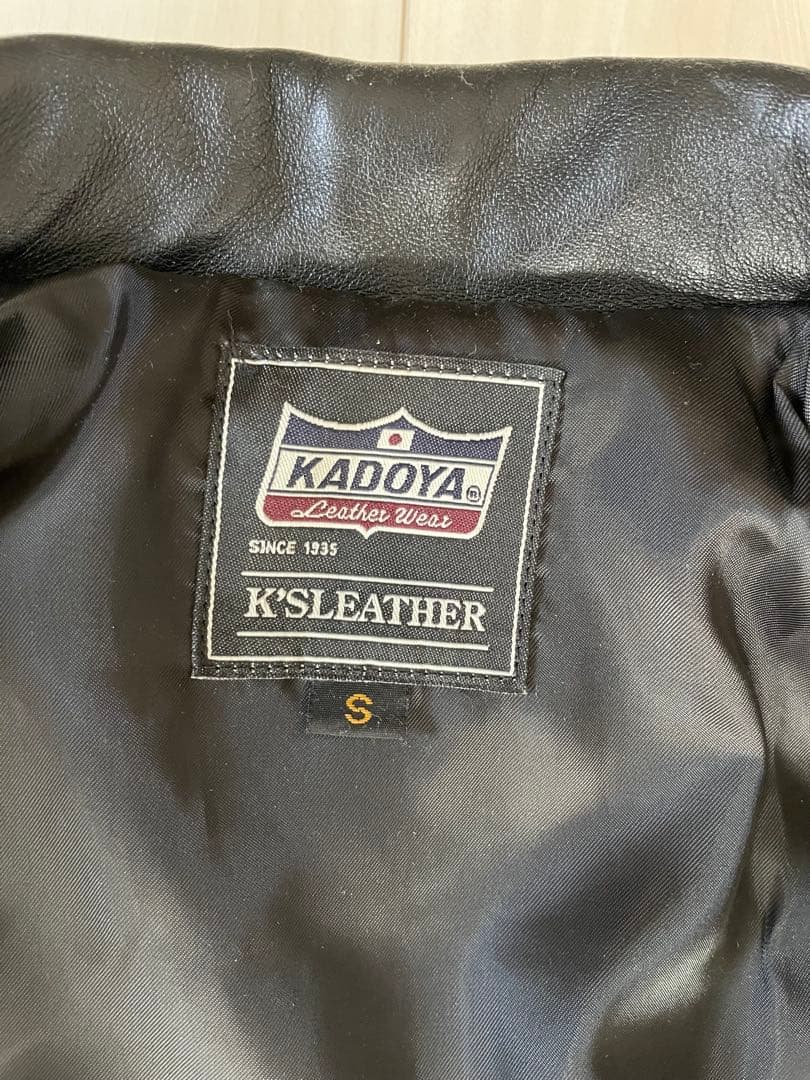 KADOYA ®
Leather Wear
SINCE 1935
K'SLEATHER
S